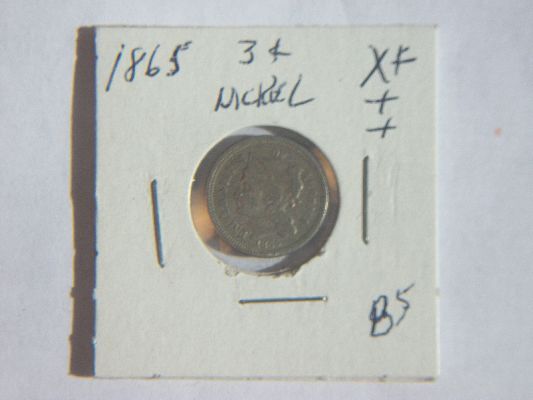 1865 3¢ XF
NICKEL +
+
B5